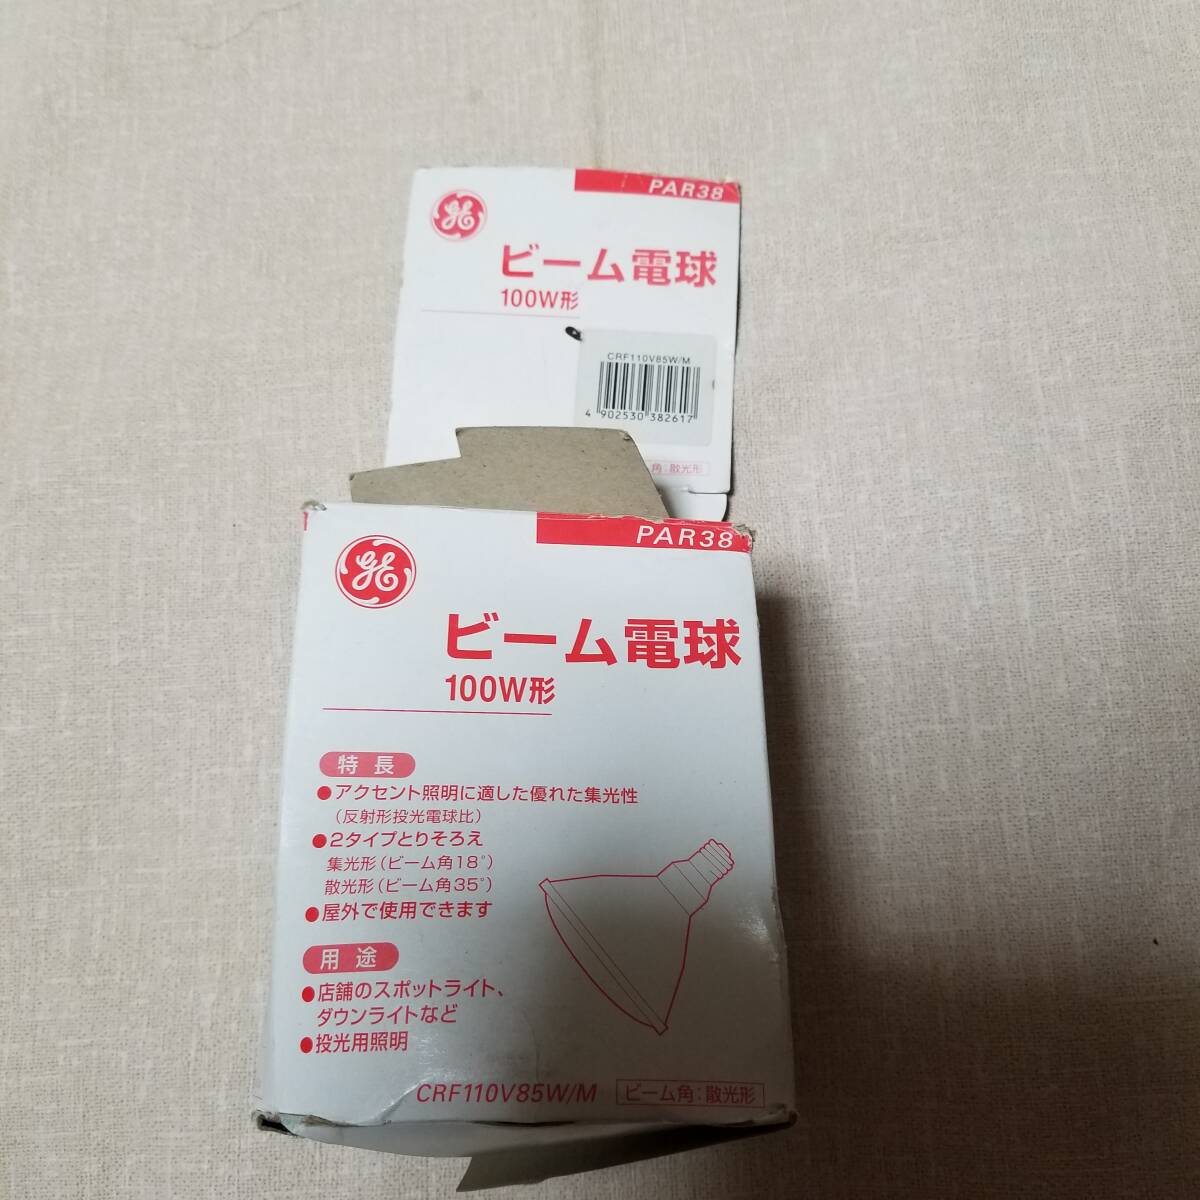 PAR38
ビーム電球
100W形
CRF110V85W/M
4 902530 382617
角:散光形
PAR38
ビーム電球
100W形
特長
●アクセント照明に適した優れた集光性
(反射形投光電球比)
●2タイプとりそろえ
集光形(ビーム角18°)
散光形(ビーム角35°)
●屋外で使用できます
用途
●店舗のスポットライト、
ダウンライトなど
●投光用照明
CRF110V85W/M ビーム角:散光形